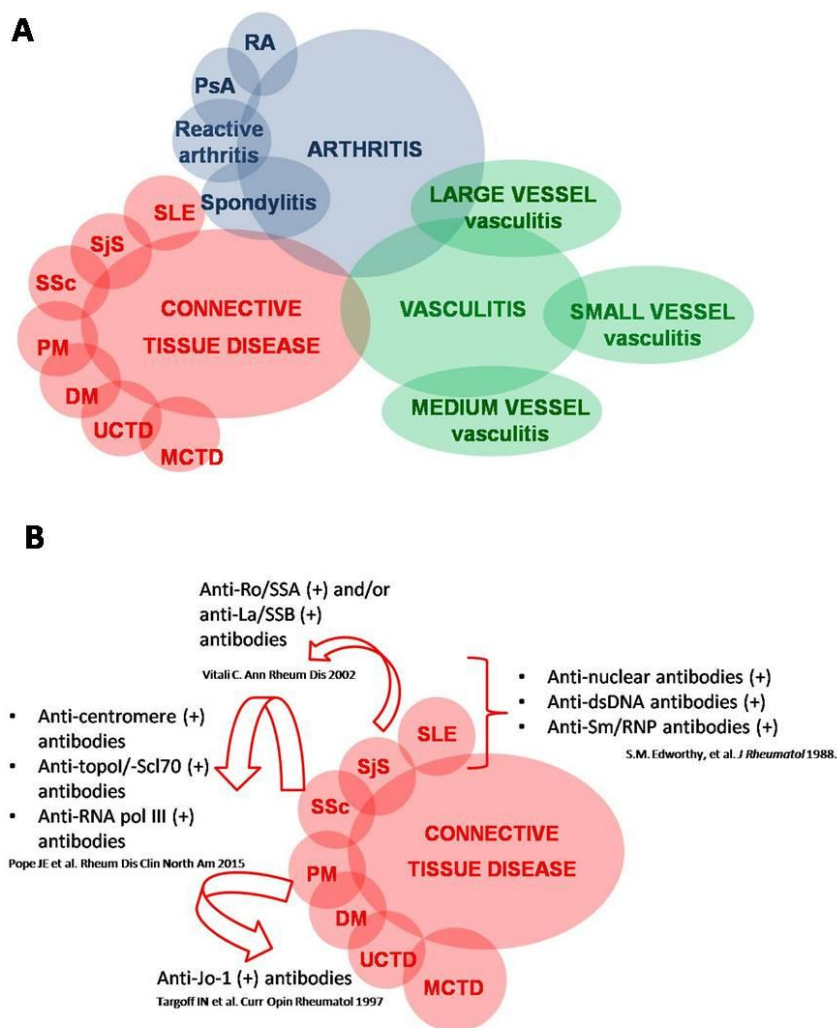 A
RA
PsA
Reactive
arthritis
ARTHRITIS
Spondylitis
LARGE VESSEL
vasculitis
SLE
SjS
SSc
CONNECTIVE
TISSUE DISEASE
VASCULITIS
SMALL VESSEL
vasculitis
PM
DM
UCTD
MCTD
MEDIUM VESSEL
vasculitis
B
Anti-Ro/SSA (+) and/or
anti-La/SSB (+)
antibodies
Vitali C. Ann Rheum Dis 2002
• Anti-nuclear antibodies (+)
• Anti-dsDNA antibodies (+)
• Anti-Sm/RNP antibodies (+)
S.M. Edworthy, et al. J Rheumatol 1988.
• Anti-centromere (+)
antibodies
• Anti-topoI/-Scl70 (+)
antibodies
• Anti-RNA pol III (+)
antibodies
Pope JE et al. Rheum Dis Clin North Am 2015
SLE
SjS
SSc
CONNECTIVE
TISSUE DISEASE
PM
DM
UCTD
MCTD
Anti-Jo-1 (+) antibodies
Targoff IN et al. Curr Opin Rheumatol 1997